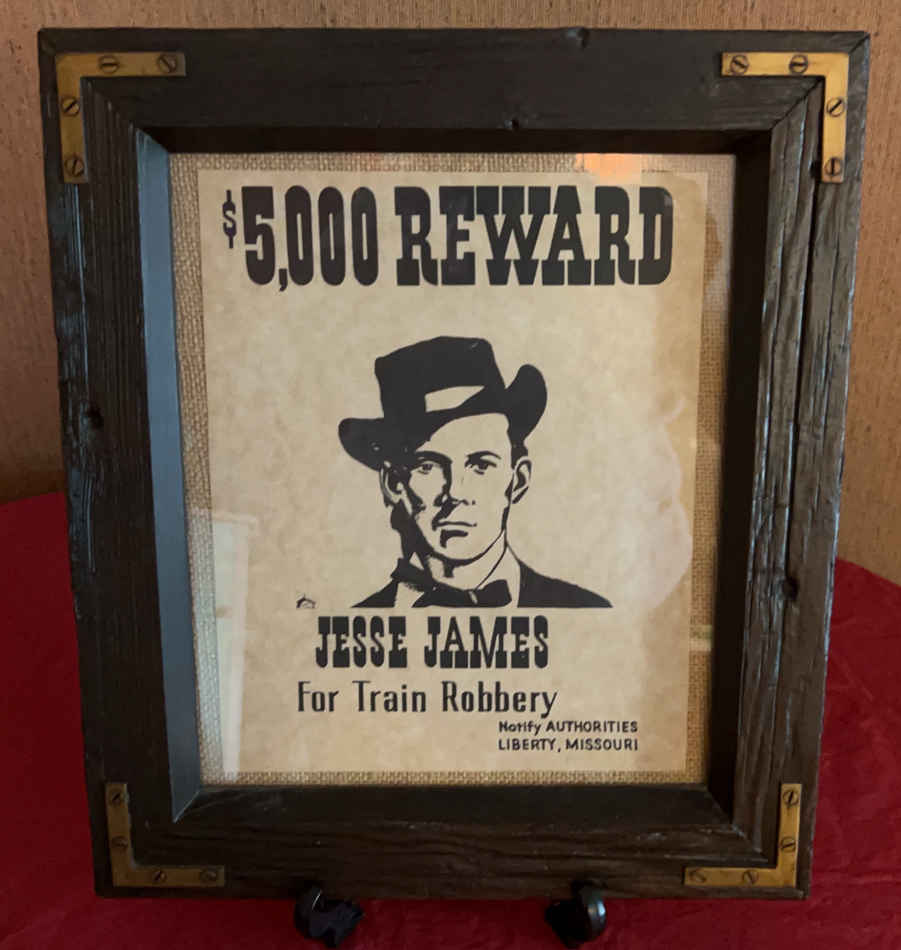 $5,000 REWARD
JESSE JAMES
For Train Robbery
Notify AUTHORITIES
LIBERTY, MISSOURI